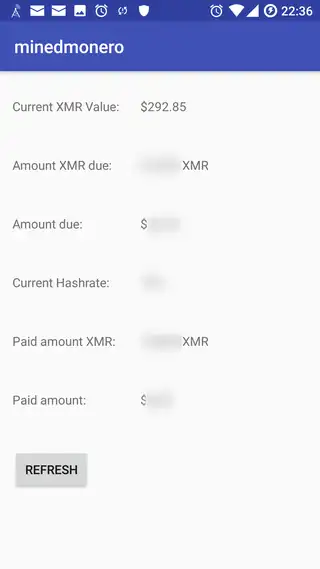 22:36
minedmonero
Current XMR Value: $292.85
Amount XMR due: XMR
Amount due: $
Current Hashrate:
Paid amount XMR: XMR
Paid amount: $
REFRESH